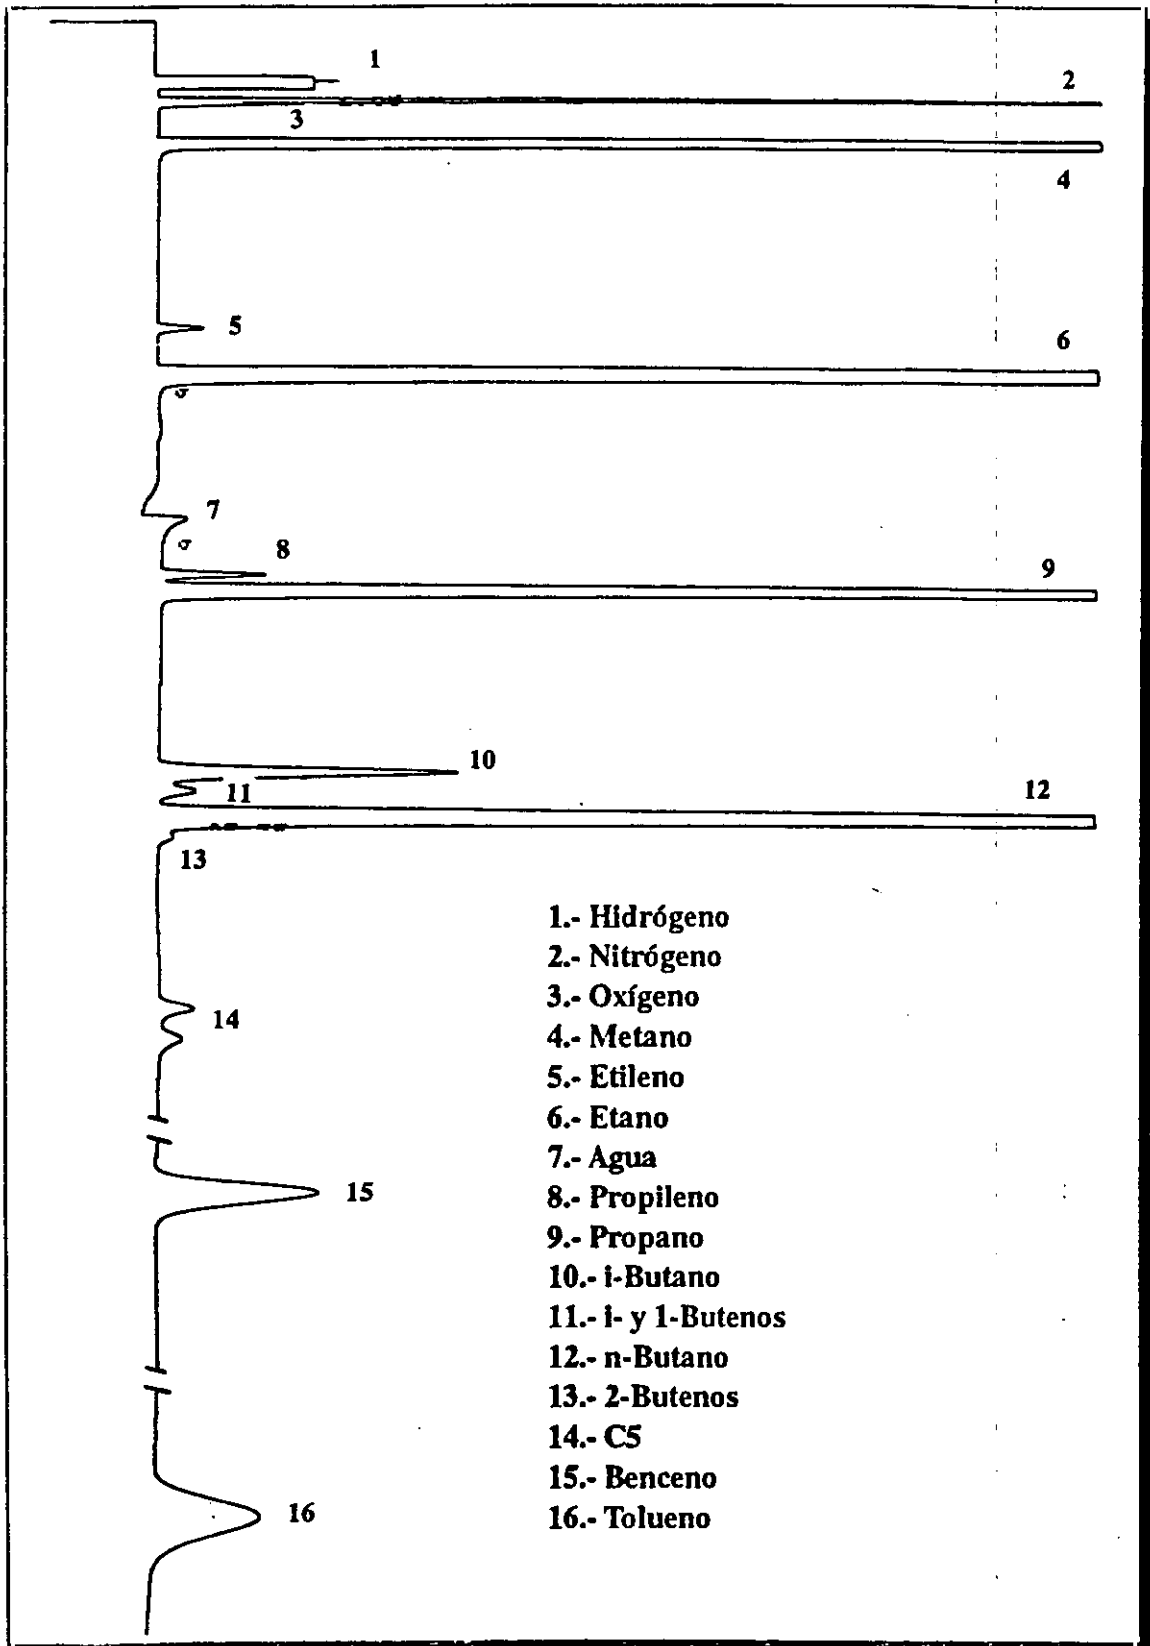 1
2
3
4
5
6
σ
7
σ
8
9
10
11
12
13
1.- Hidrógeno
2.- Nitrógeno
3.- Oxígeno
4.- Metano
5.- Etileno
6.- Etano
7.- Agua
8.- Propileno
9.- Propano
10.- i-Butano
11.- i- y 1-Butenos
12.- n-Butano
13.- 2-Butenos
14.- C5
15.- Benceno
16.- Tolueno
14
15
16